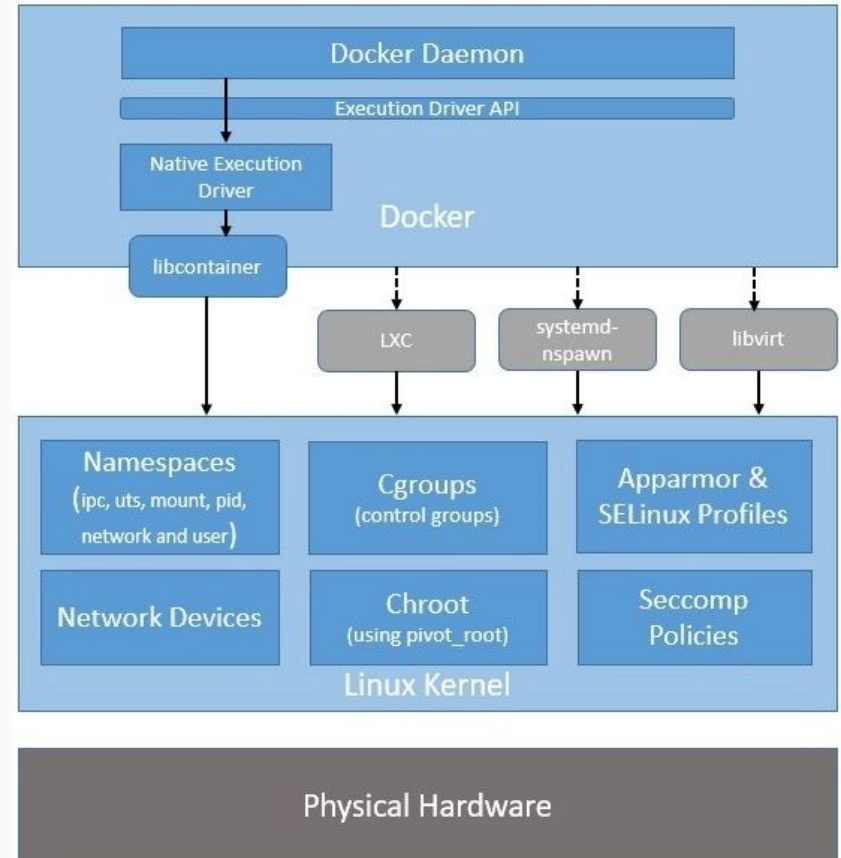 Docker Daemon
Execution Driver API
Native Execution
Driver
Docker
libcontainer
LXC
systemd-
nspawn
libvirt
Namespaces
(ipc, uts, mount, pid,
network and user)
Cgroups
(control groups)
Apparmor &
SELinux Profiles
Network Devices
Chroot
(using pivot_root)
Seccomp
Policies
Linux Kernel
Physical Hardware